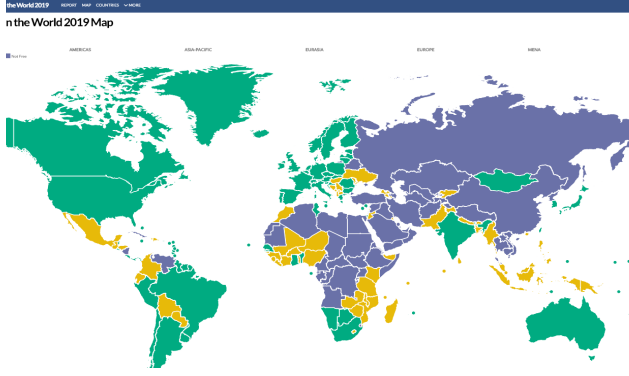 the World 2019 REPORT MAP COUNTRIES MORE
n the World 2019 Map
AMERICAS ASIA-PACIFIC EURASIA EUROPE MENA
Not Free